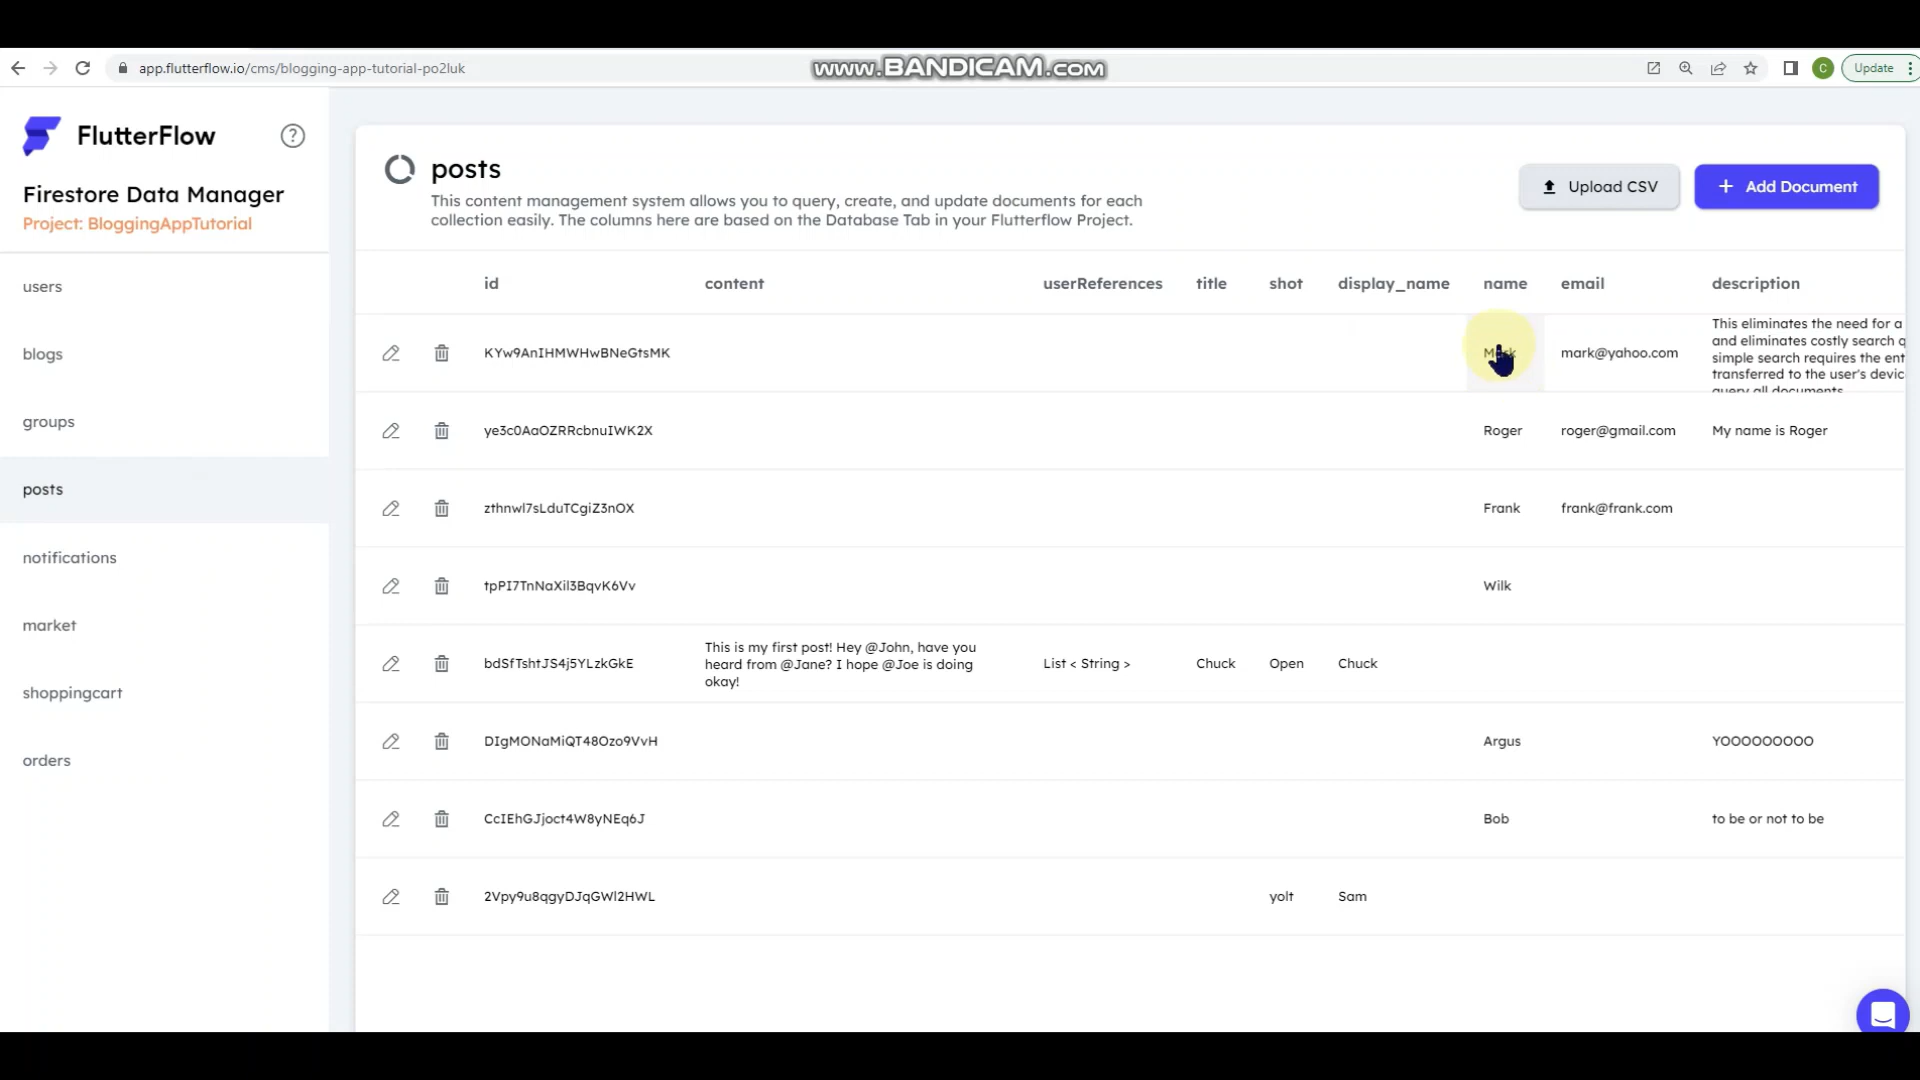 app.flutterflow.io/cms/blogging-app-tutorial-po2luk
www.BANDICAM.com
C
Update
FlutterFlow
?
Firestore Data Manager
Project: BloggingAppTutorial
users
blogs
groups
posts
notifications
market
shoppingcart
orders
posts
This content management system allows you to query, create, and update documents for each
collection easily. The columns here are based on the Database Tab in your Flutterflow Project.
Upload CSV
+ Add Document
id content userReferences title shot display_name name email description
KYw9AnIHMWHwBNeGtsMK Mark mark@yahoo.com
This eliminates the need for a
and eliminates costly search q
simple search requires the ent
transferred to the user's devic
query all documents
ye3c0AaOZRRcbnuIWK2X Roger roger@gmail.com My name is Roger
zthnwl7sLduTCgiZ3nOX Frank frank@frank.com
tpPI7TnNaXil3BqvK6Vv Wilk
This is my first post! Hey @John, have you
heard from @Jane? I hope @Joe is doing
okay!
bdSfTshtJS4j5YLzkGkE List < String > Chuck Open Chuck
DIgMONaMiQT48Ozo9VvH Argus YOOOOOOOOO
CcIEhGJjoct4W8yNEq6J Bob to be or not to be
2Vpy9u8qgyDJqGWl2HWL yolt Sam